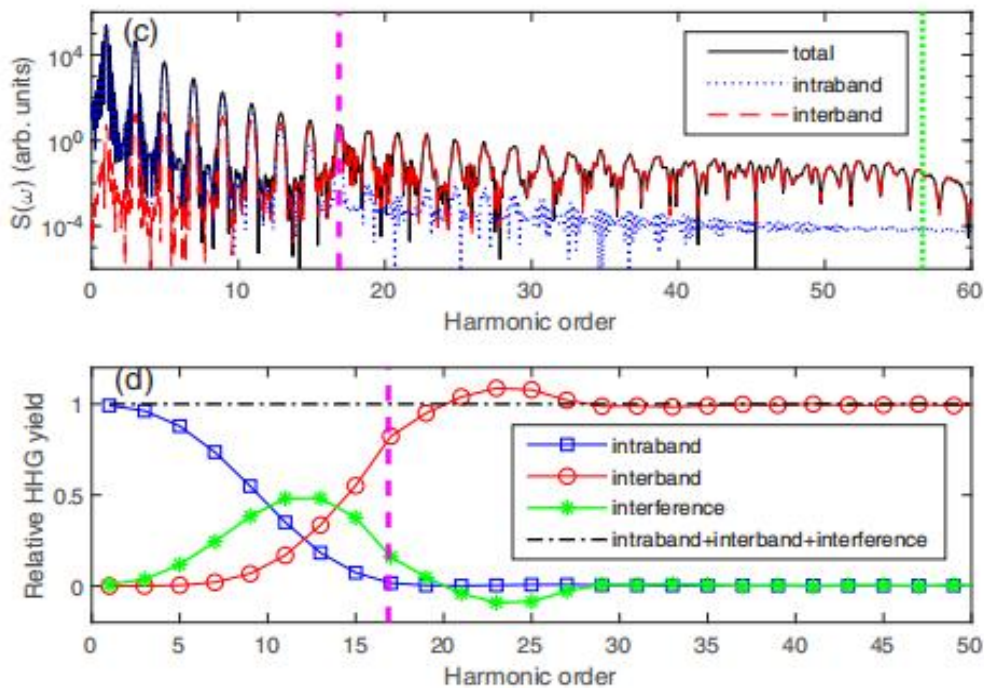 (c)
S(ω) (arb. units)
10^4
10^0
10^-4
total
intraband
interband
0 10 20 30 40 50 60
Harmonic order
(d)
Relative HHG yield
1
0.5
0
intraband
interband
interference
intraband+interband+interference
0 5 10 15 20 25 30 35 40 45 50
Harmonic order